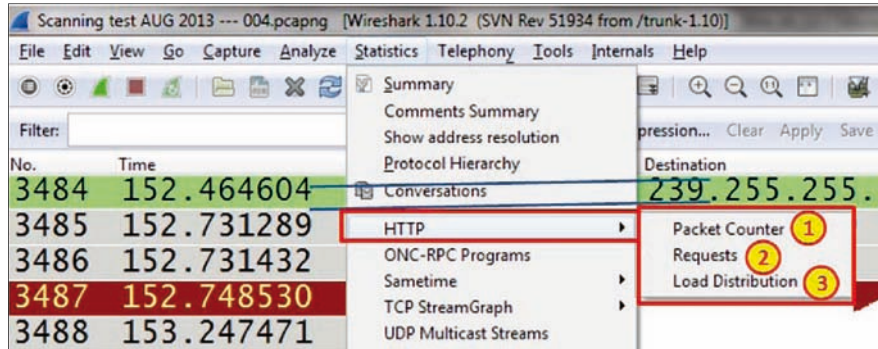 Scanning test AUG 2013 --- 004.pcapng [Wireshark 1.10.2 (SVN Rev 51934 from /trunk-1.10)]
File Edit View Go Capture Analyze Statistics Telephony Tools Internals Help
Summary
Comments Summary
Show address resolution
Protocol Hierarchy
Conversations
HTTP
ONC-RPC Programs
Sametime
TCP StreamGraph
UDP Multicast Streams
Filter: pression... Clear Apply Save
No. Time Destination
3484 152.464604 239.255.255.
3485 152.731289
3486 152.731432
3487 152.748530
3488 153.247471
Packet Counter 1
Requests 2
Load Distribution 3